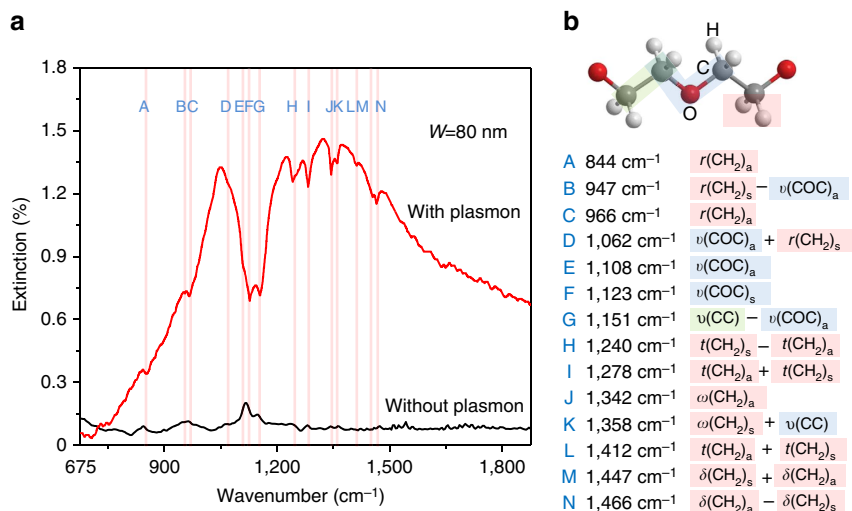 a
1.8
1.5
1.2
0.9
0.6
0.3
0
Extinction (%)
A B C D E F G H I J K L M N
W=80 nm
With plasmon
Without plasmon
675 900 1,200 1,500 1,800
Wavenumber (cm⁻¹)
b
H
C
O
A 844 cm⁻¹ r(CH₂)ₐ
B 947 cm⁻¹ r(CH₂)ₛ − υ(COC)ₐ
C 966 cm⁻¹ r(CH₂)ₐ
D 1,062 cm⁻¹ υ(COC)ₐ + r(CH₂)ₛ
E 1,108 cm⁻¹ υ(COC)ₐ
F 1,123 cm⁻¹ υ(COC)ₛ
G 1,151 cm⁻¹ υ(CC) − υ(COC)ₐ
H 1,240 cm⁻¹ t(CH₂)ₛ − t(CH₂)ₐ
I 1,278 cm⁻¹ t(CH₂)ₐ + t(CH₂)ₛ
J 1,342 cm⁻¹ ω(CH₂)ₐ
K 1,358 cm⁻¹ ω(CH₂)ₛ + υ(CC)
L 1,412 cm⁻¹ t(CH₂)ₐ + t(CH₂)ₛ
M 1,447 cm⁻¹ δ(CH₂)ₛ + δ(CH₂)ₐ
N 1,466 cm⁻¹ δ(CH₂)ₐ − δ(CH₂)ₛ